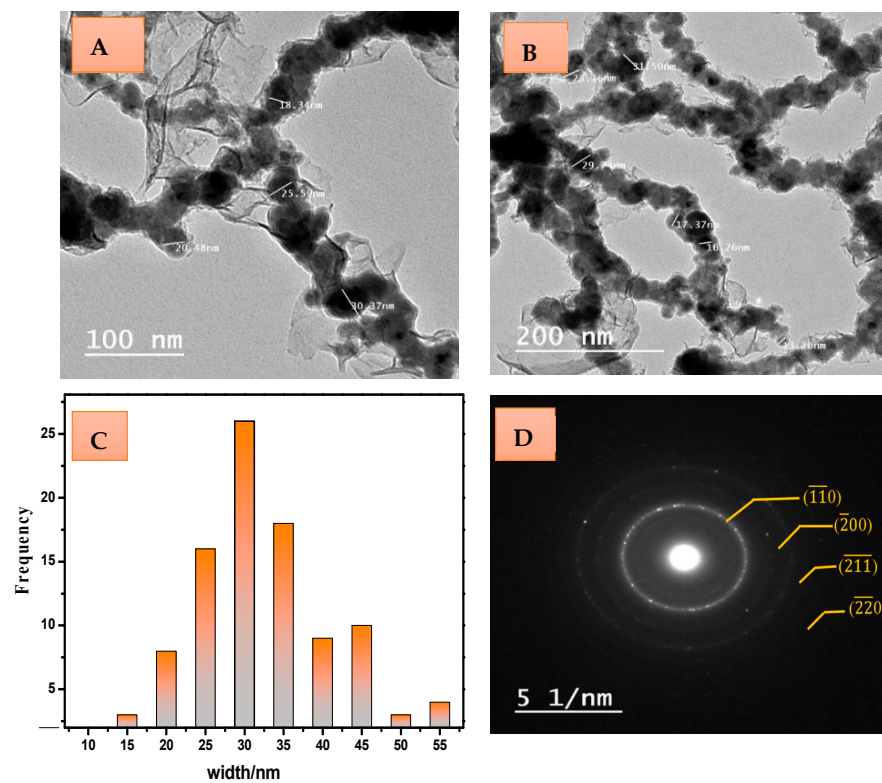 A
18.34nm
25.59nm
20.48nm
30.37nm
100 nm
B
31.50nm
29.74nm
17.37nm
16.26nm
200 nm
C
Frequency
25
20
15
10
5
10 15 20 25 30 35 40 45 50 55
width/nm
D
(1̅1̅0)
(2̅00)
(2̅1̅1̅)
(2̅2̅0)
5 1/nm